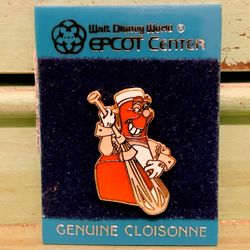 Walt Disney World ®
EPCOT CENTER
GENUINE CLOISONNE